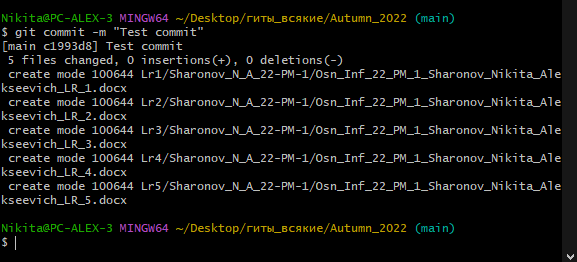 Nikita@PC-ALEX-3 MINGW64 ~/Desktop/гиты_всякие/Autumn_2022 (main)
$ git commit -m "Test commit"
[main c1993d8] Test commit
 5 files changed, 0 insertions(+), 0 deletions(-)
 create mode 100644 Lr1/Sharonov_N_A_22-PM-1/Osn_Inf_22_PM_1_Sharonov_Nikita_Ale
kseevich_LR_1.docx
 create mode 100644 Lr2/Sharonov_N_A_22-PM-1/Osn_Inf_22_PM_1_Sharonov_Nikita_Ale
kseevich_LR_2.docx
 create mode 100644 Lr3/Sharonov_N_A_22-PM-1/Osn_Inf_22_PM_1_Sharonov_Nikita_Ale
kseevich_LR_3.docx
 create mode 100644 Lr4/Sharonov_N_A_22-PM-1/Osn_Inf_22_PM_1_Sharonov_Nikita_Ale
kseevich_LR_4.docx
 create mode 100644 Lr5/Sharonov_N_A_22-PM-1/Osn_Inf_22_PM_1_Sharonov_Nikita_Ale
kseevich_LR_5.docx
Nikita@PC-ALEX-3 MINGW64 ~/Desktop/гиты_всякие/Autumn_2022 (main)
$